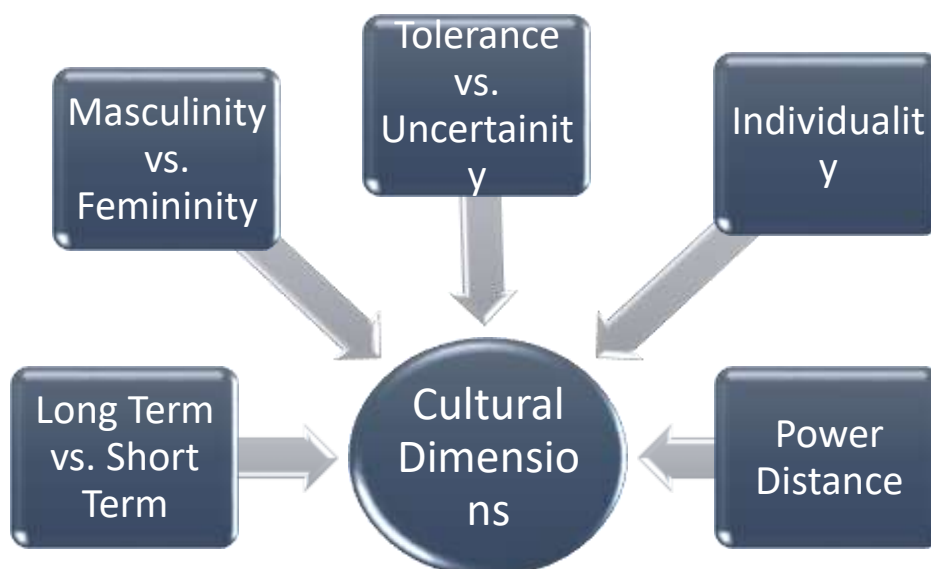 Tolerance
vs.
Uncertainit
y
Masculinity
vs.
Femininity
Individualit
y
Long Term
vs. Short
Term
Cultural
Dimensio
ns
Power
Distance